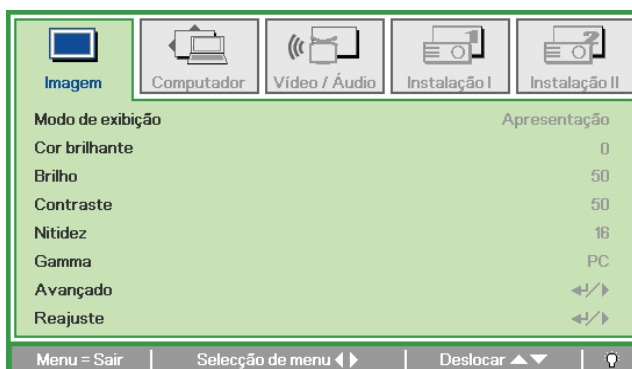 Imagem Computador Vídeo / Áudio Instalação I Instalação II
Modo de exibição Apresentação
Cor brilhante 0
Brilho 50
Contraste 50
Nitidez 16
Gamma PC
Avançado ↵/▶
Reajuste ↵/▶
Menu = Sair Selecção de menu ◀▶ Deslocar ▲▼